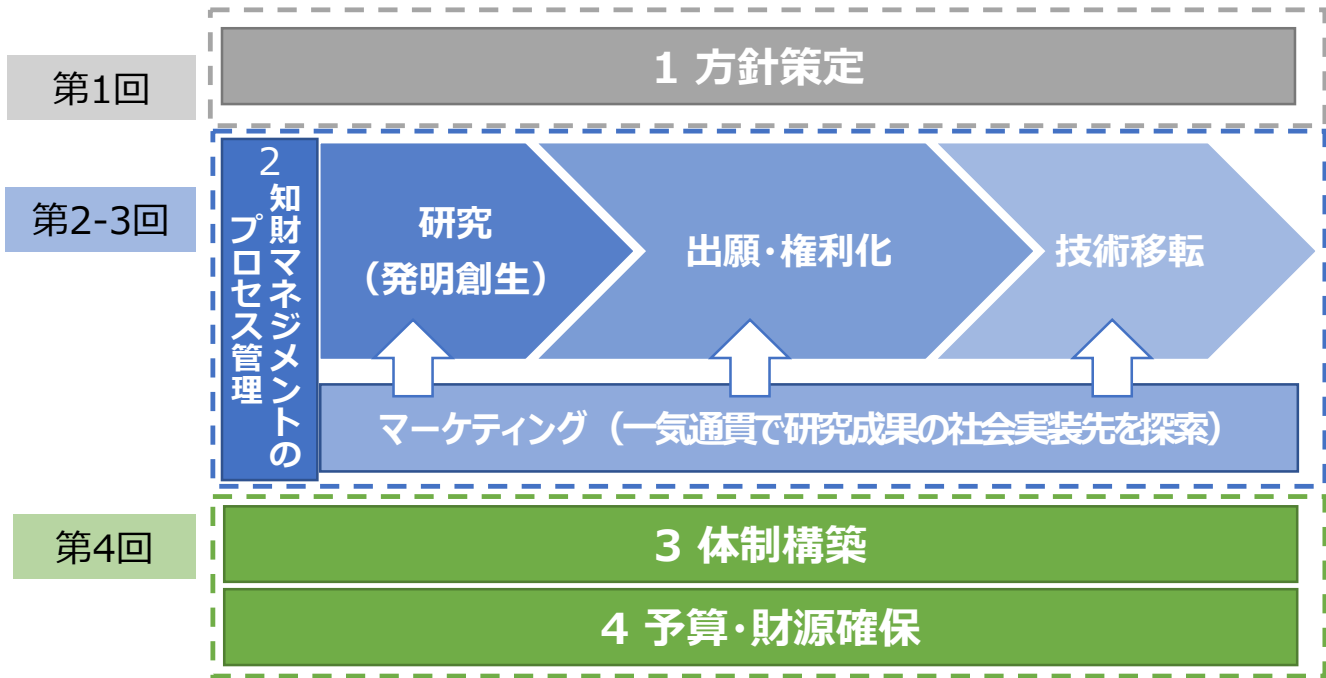 第1回
1 方針策定
第2-3回
2
知財マネジメントの
プロセス管理
研究
（発明創生）
出願・権利化
技術移転
マーケティング（一気通貫で研究成果の社会実装先を探索）
第4回
3 体制構築
4 予算・財源確保